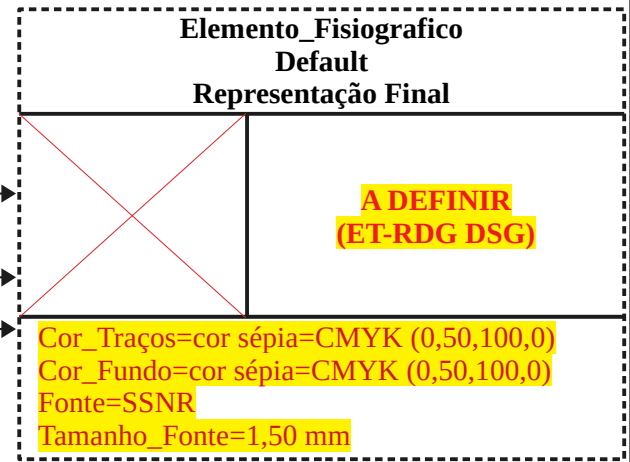 Elemento_Fisiografico
Default
Representação Final
A DEFINIR
(ET-RDG DSG)
Cor_Traços=cor sépia=CMYK (0,50,100,0)
Cor_Fundo=cor sépia=CMYK (0,50,100,0)
Fonte=SSNR
Tamanho_Fonte=1,50 mm